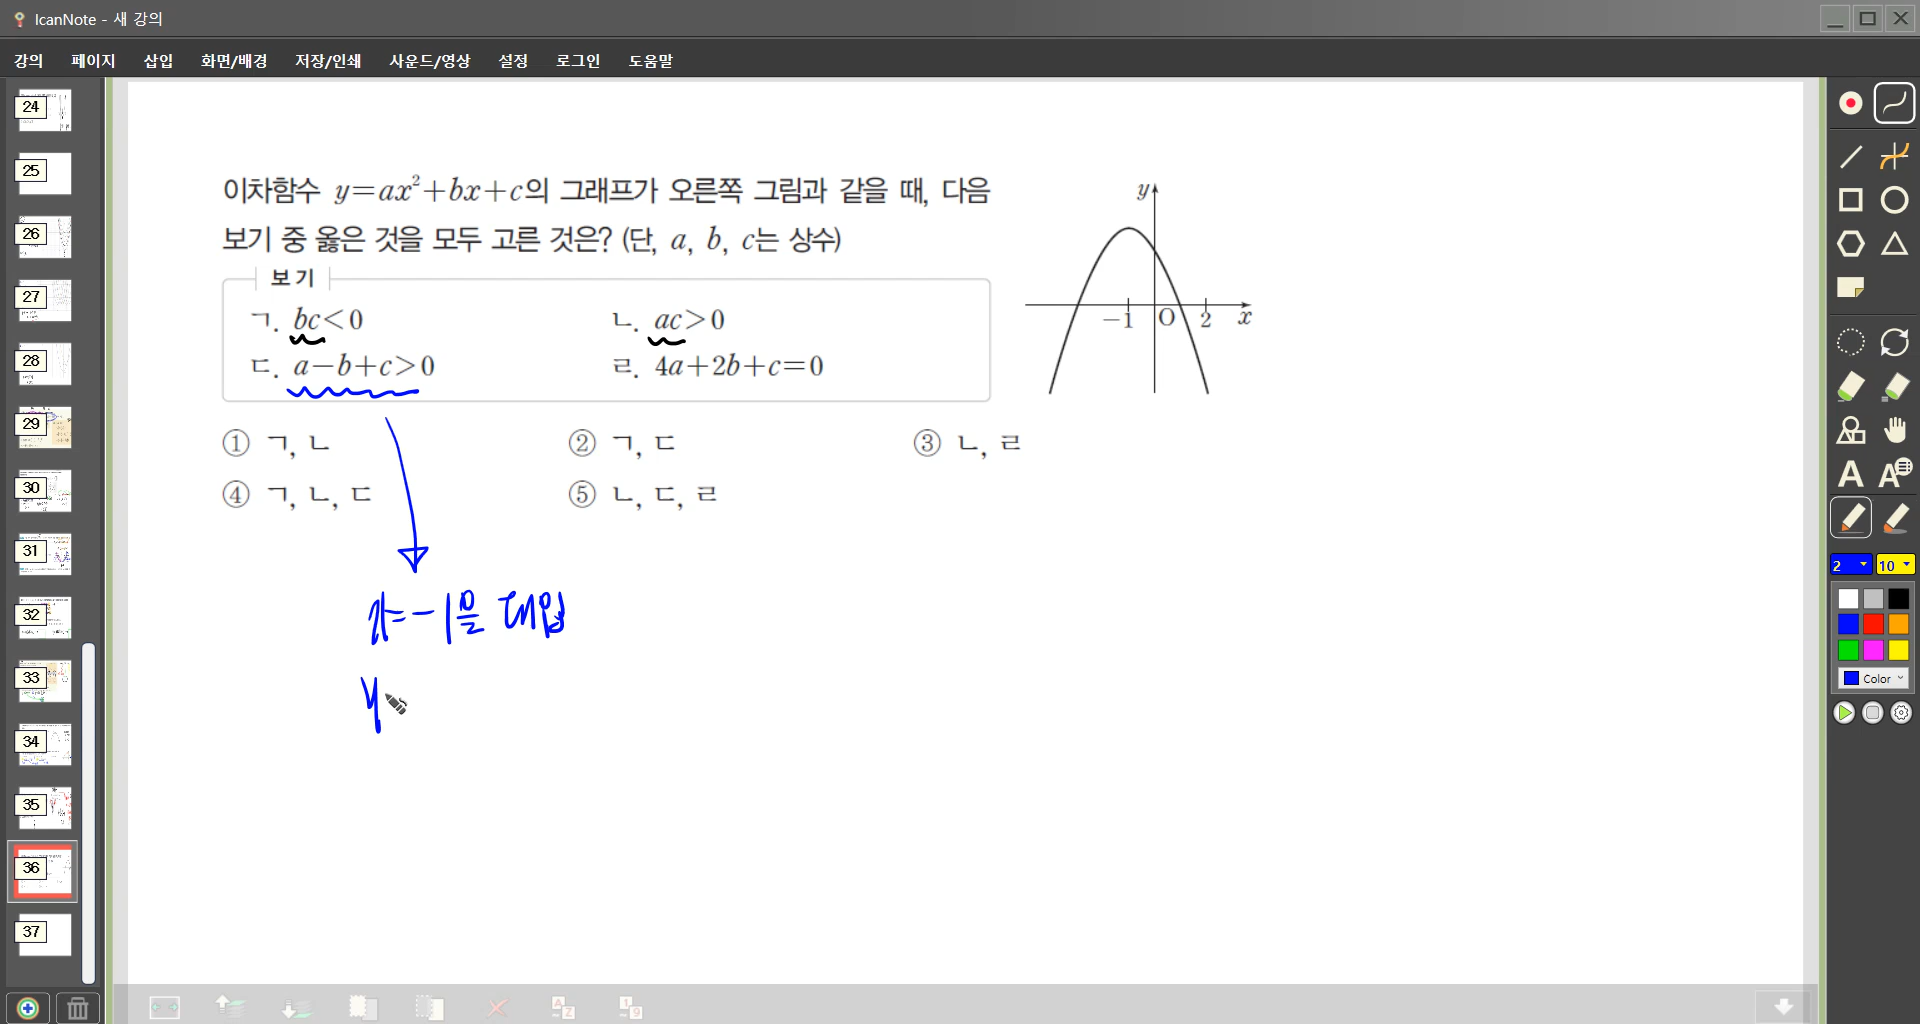 IcanNote - 새 강의
강의 페이지 삽입 화면/배경 저장/인쇄 사운드/영상 설정 로그인 도움말
24
25
26
27
28
29
30
31
32
33
34
35
36
37
이차함수 y=ax²+bx+c의 그래프가 오른쪽 그림과 같을 때, 다음
보기 중 옳은 것을 모두 고른 것은? (단, a, b, c는 상수)
보기
ㄱ. bc<0 ㄴ. ac>0
ㄷ. a-b+c>0 ㄹ. 4a+2b+c=0
① ㄱ, ㄴ ② ㄱ, ㄷ ③ ㄴ, ㄹ
④ ㄱ, ㄴ, ㄷ ⑤ ㄴ, ㄷ, ㄹ
y
-1 O 2 x
x=-1을 대입
y
2 10
Color